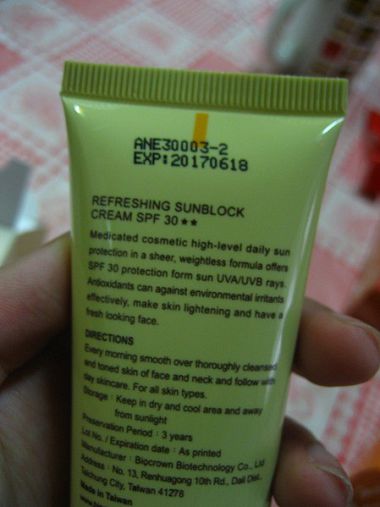 ANE30003-2
EXP:20170618
REFRESHING SUNBLOCK
CREAM SPF 30★★
Medicated cosmetic high-level daily sun
protection in a sheer, weightless formula offers
SPF 30 protection form sun UVA/UVB rays.
Antioxidants can against environmental irritants
effectively, make skin lightening and have a
fresh looking face.
DIRECTIONS
Every morning smooth over thoroughly cleansed
and toned skin of face and neck and follow with
day skincare. For all skin types.
Storage : Keep in dry and cool area and away
from sunlight
Preservation Period : 3 years
Lot No. / Expiration date : As printed
Manufacturer : Biocrown Biotechnology Co., Ltd
Address : No. 13, Renhuagong 10th Rd., Dali Dist.,
Taichung City, Taiwan 41278
Made in Taiwan